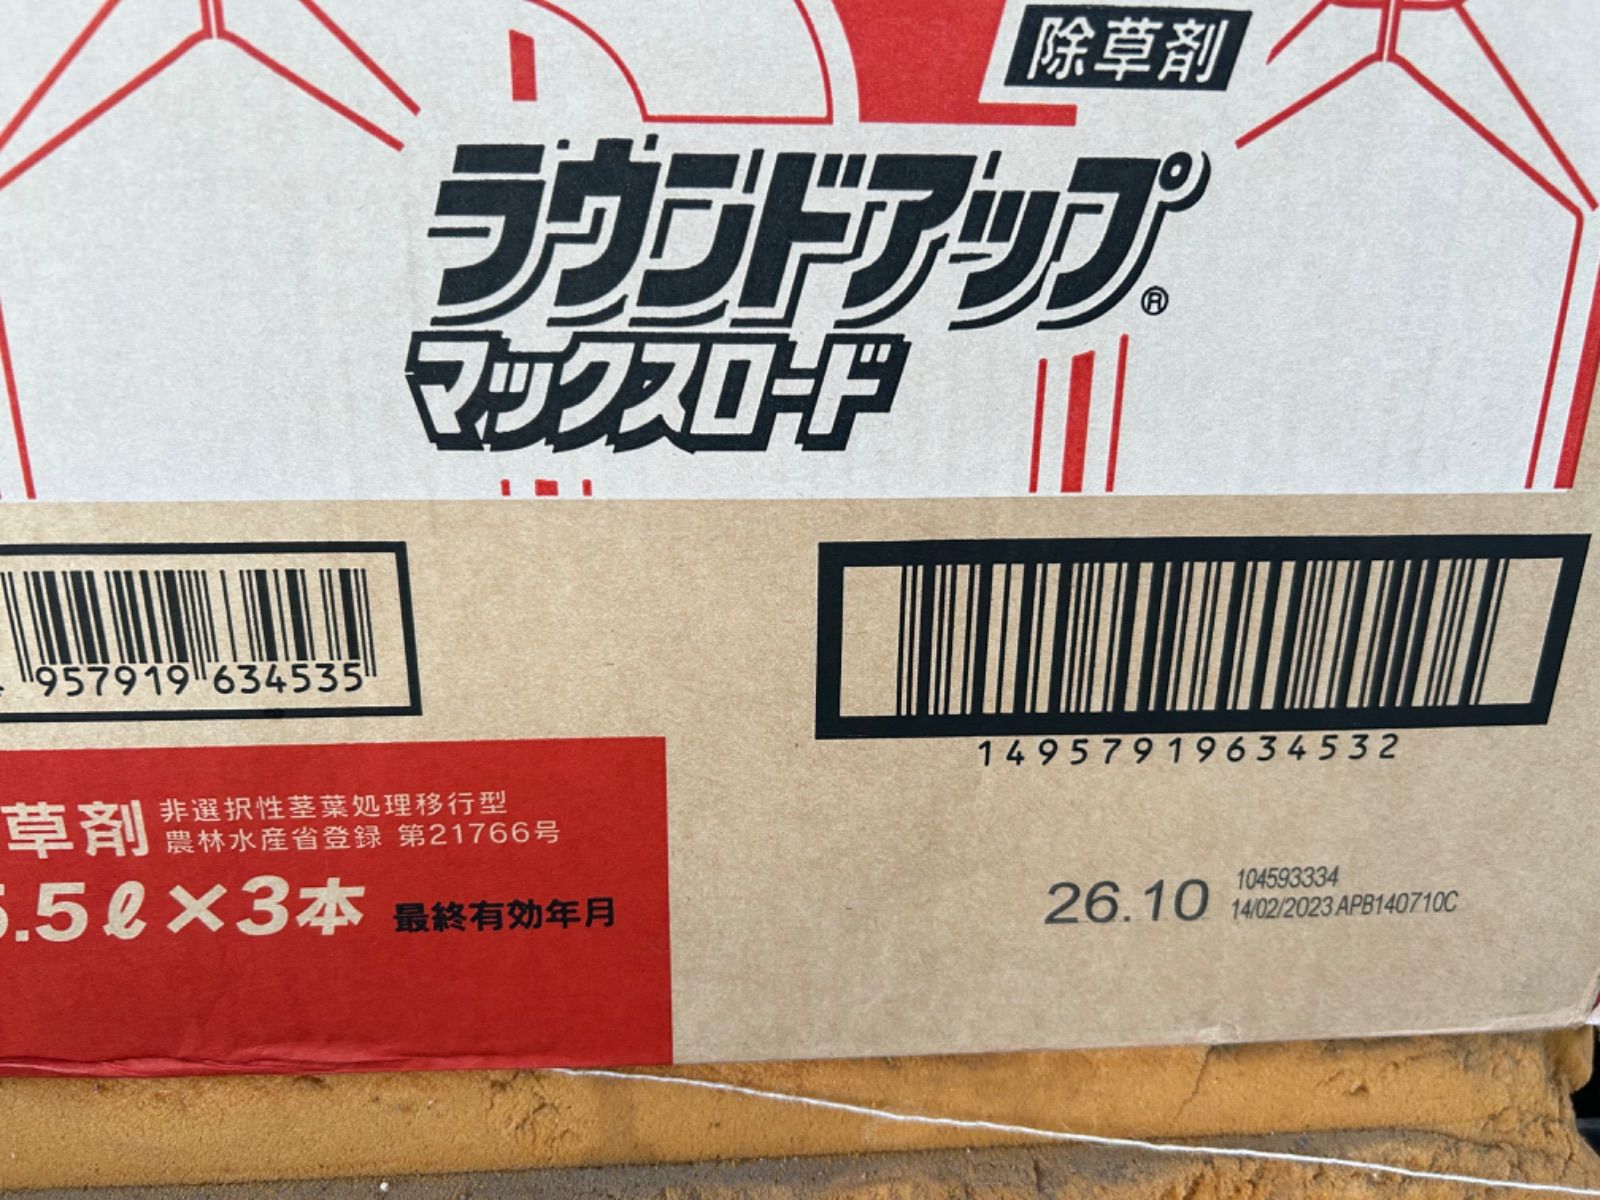 除草剤
ラウンドアップ®
マックスロード
957919 634535
14957919634532
草剤 非選択性茎葉処理移行型
農林水産省登録 第21766号
5.5ℓ×3本 最終有効年月
26.10 104593334
14/02/2023 APB140710C